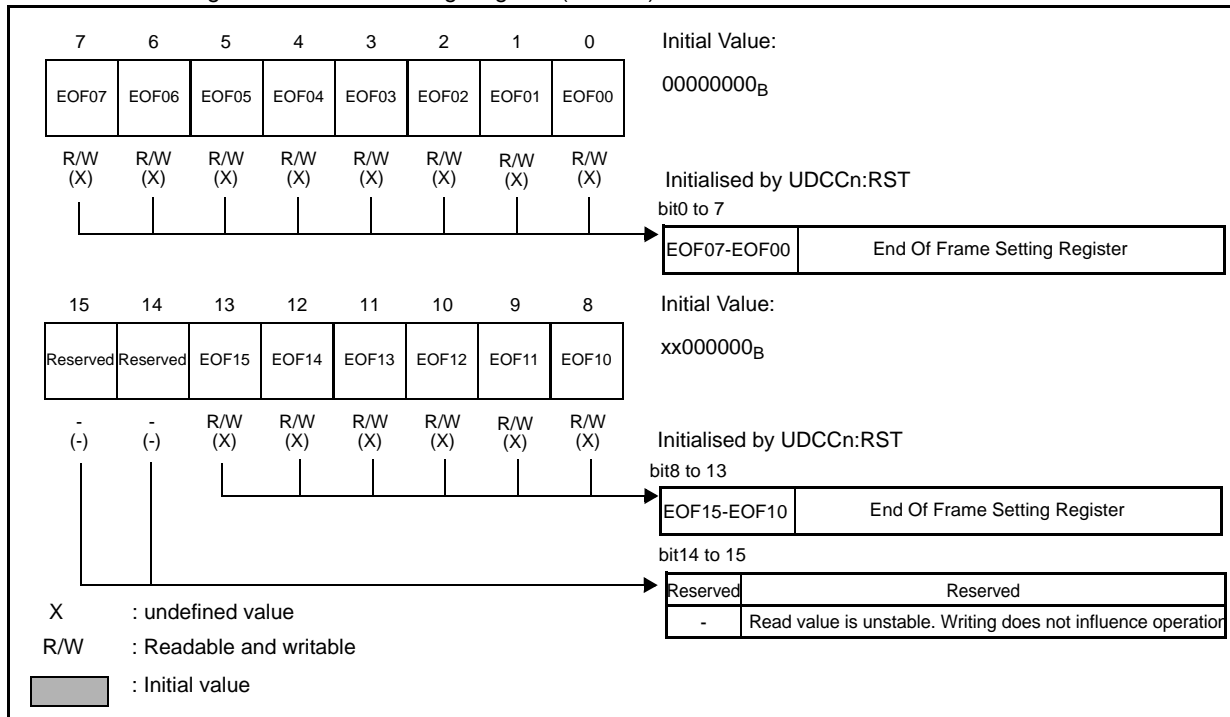 7 6 5 4 3 2 1 0 Initial Value:
EOF07 EOF06 EOF05 EOF04 EOF03 EOF02 EOF01 EOF00 00000000B
R/W R/W R/W R/W R/W R/W R/W R/W
(X) (X) (X) (X) (X) (X) (X) (X) Initialised by UDCCn:RST
bit0 to 7
EOF07-EOF00 End Of Frame Setting Register
15 14 13 12 11 10 9 8 Initial Value:
Reserved Reserved EOF15 EOF14 EOF13 EOF12 EOF11 EOF10 xx000000B
- - R/W R/W R/W R/W R/W R/W
(-) (-) (X) (X) (X) (X) (X) (X) Initialised by UDCCn:RST
bit8 to 13
EOF15-EOF10 End Of Frame Setting Register
bit14 to 15
Reserved Reserved
- Read value is unstable. Writing does not influence operation
X : undefined value
R/W : Readable and writable
: Initial value